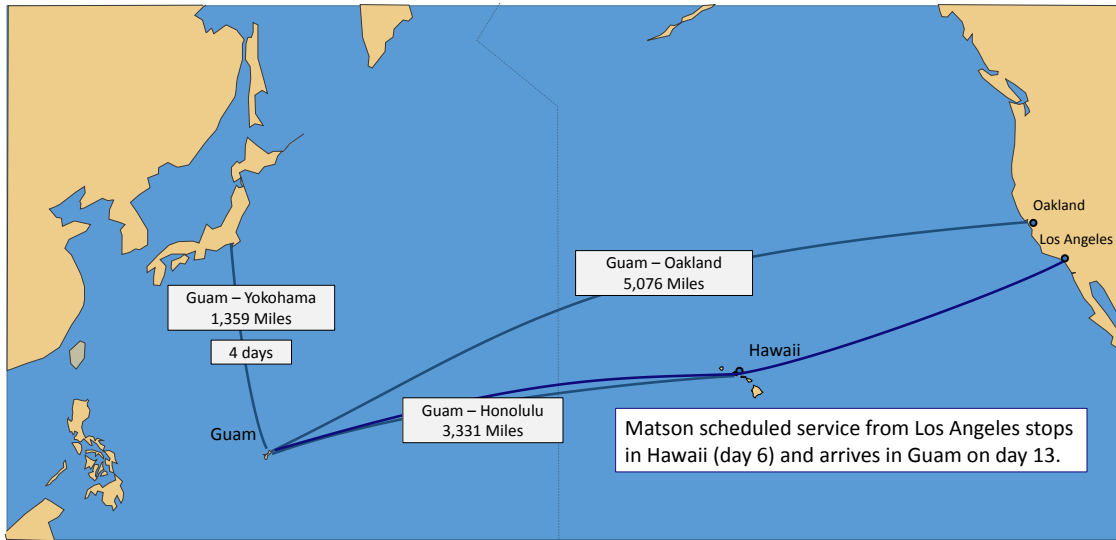 Oakland
Los Angeles
Guam – Oakland
5,076 Miles
Guam – Yokohama
1,359 Miles
4 days
Hawaii
Guam – Honolulu
3,331 Miles
Guam
Matson scheduled service from Los Angeles stops
in Hawaii (day 6) and arrives in Guam on day 13.